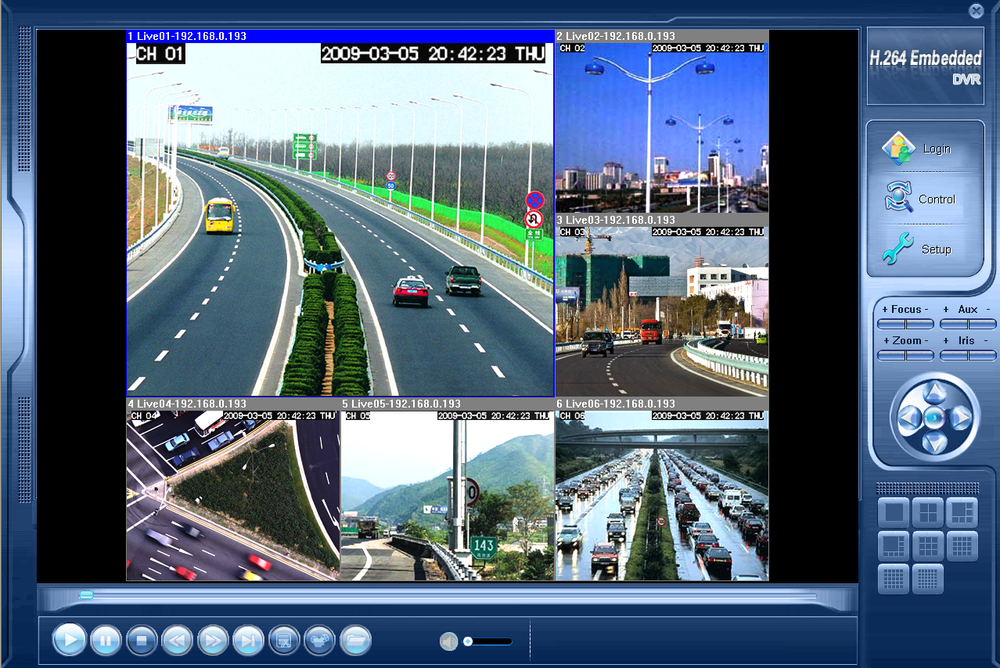 1 Live01-192.168.0.193
CH 01
2009-03-05 20:42:23 THU
50
2 Live02-192.168.0.193
CH 02
2009-03-05 20:42:23 THU
3 Live03-192.168.0.193
CH 03
2009-03-05 20:42:23 THU
4 Live04-192.168.0.193
CH 04
2009-03-05 20:42:23 THU
5 Live05-192.168.0.193
CH 05
2009-03-05 20:42:23 THU
143
6 Live06-192.168.0.193
CH 06
2009-03-05 20:42:23 THU
H.264 Embedded
DVR
Login
Control
Setup
+ Focus - + Aux -
+ Zoom - + Iris -